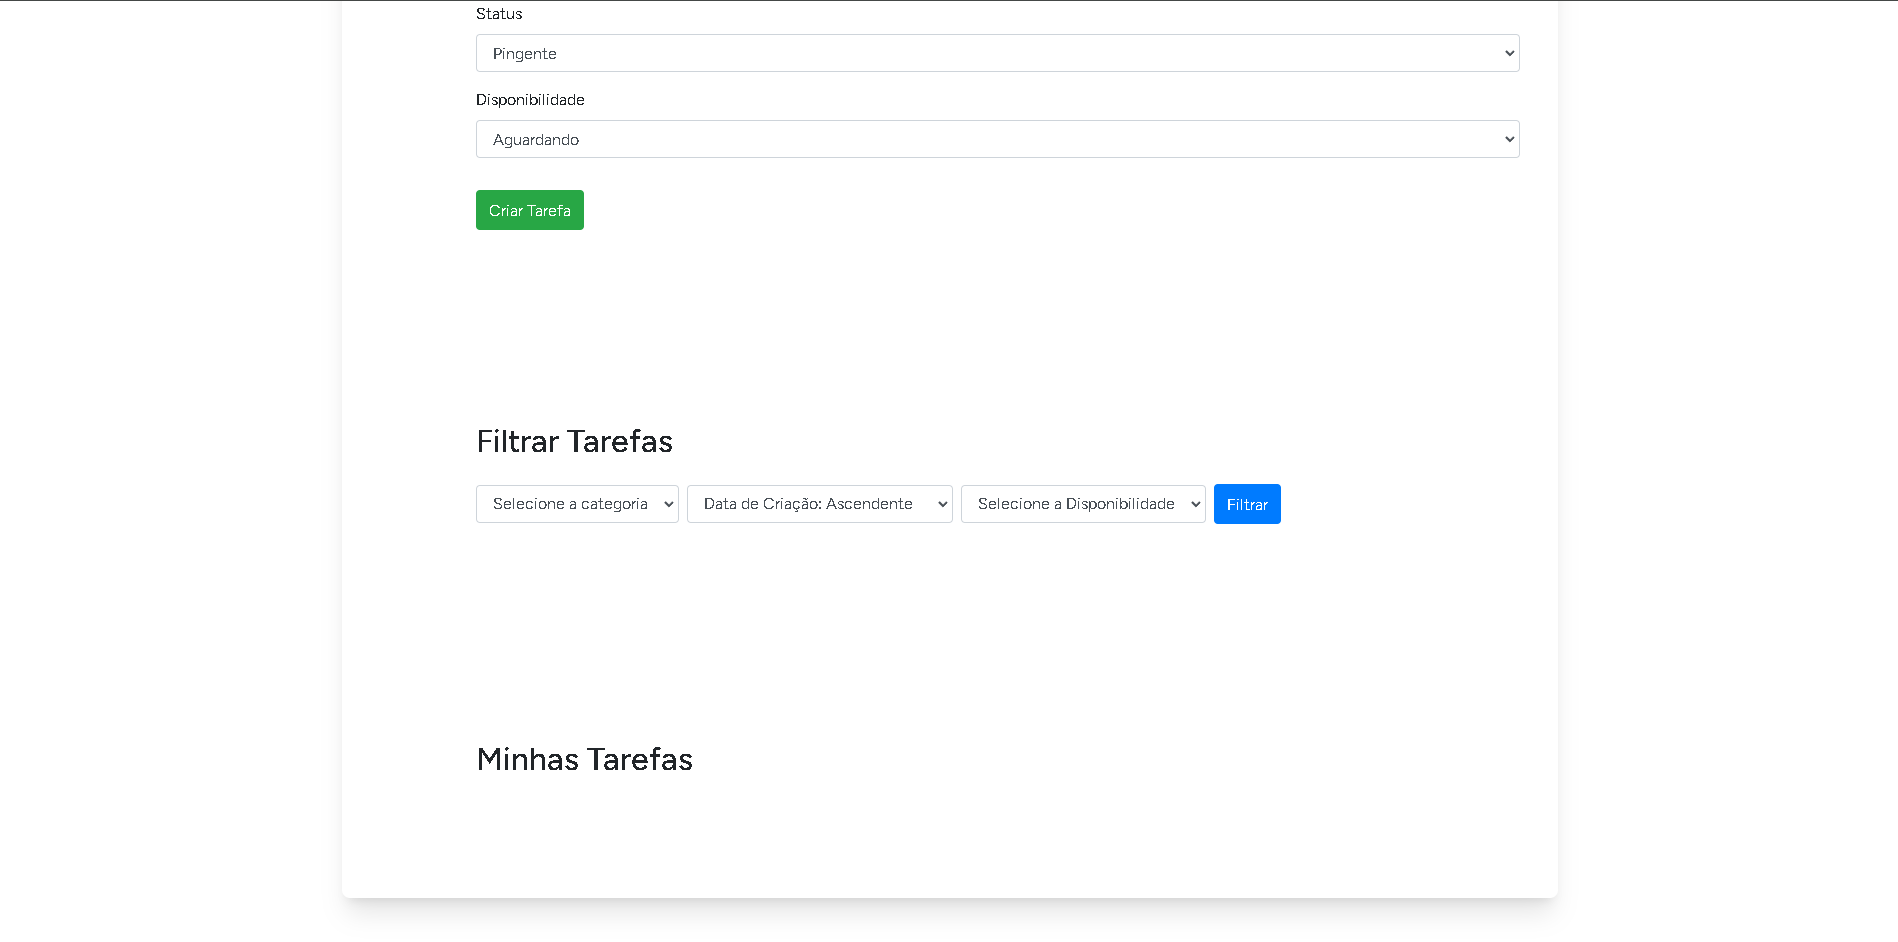 Status
Pingente
Disponibilidade
Aguardando
Criar Tarefa
Filtrar Tarefas
Selecione a categoria Data de Criação: Ascendente Selecione a Disponibilidade Filtrar
Minhas Tarefas